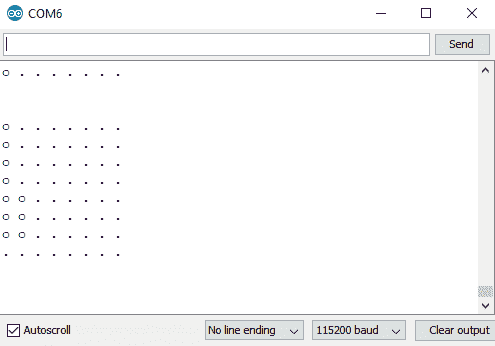 COM6
Send
o . . . . . . .
o . . . . . . .
o . . . . . . .
o . . . . . . .
o . . . . . . .
o o . . . . . .
o o . . . . . .
o o . . . . . .
. . . . . . . .
Autoscroll
No line ending
115200 baud
Clear output